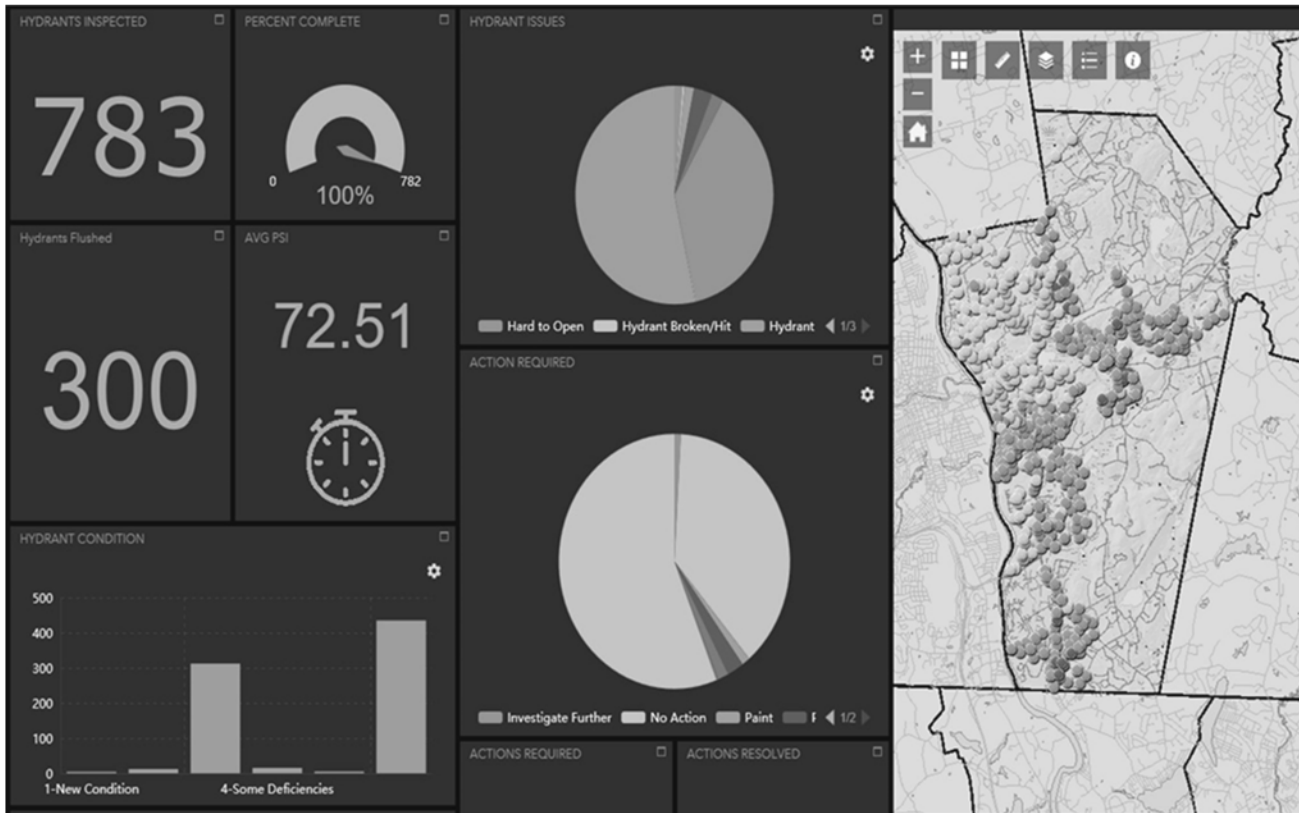 HYDRANTS INSPECTED
783
PERCENT COMPLETE
0
782
100%
Hydrants Flushed
300
AVG PSI
72.51
HYDRANT CONDITION
500
400
300
200
100
0
1-New Condition
4-Some Deficiencies
HYDRANT ISSUES
Hard to Open Hydrant Broken/Hit Hydrant 1/3
ACTION REQUIRED
Investigate Further No Action Paint 1/2
ACTIONS REQUIRED
ACTIONS RESOLVED